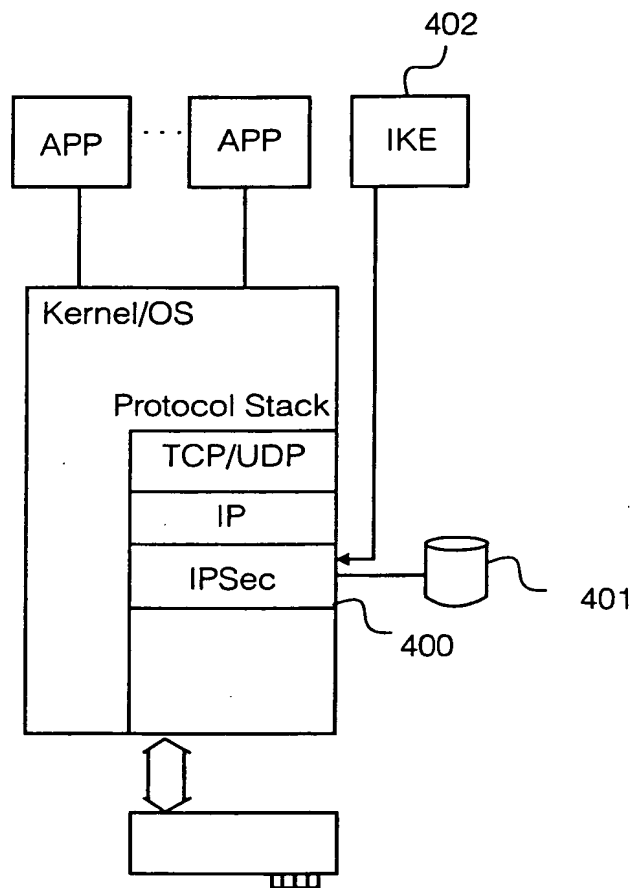 402
APP
....
APP
IKE
Kernel/OS
Protocol Stack
TCP/UDP
IP
IPSec
401
400